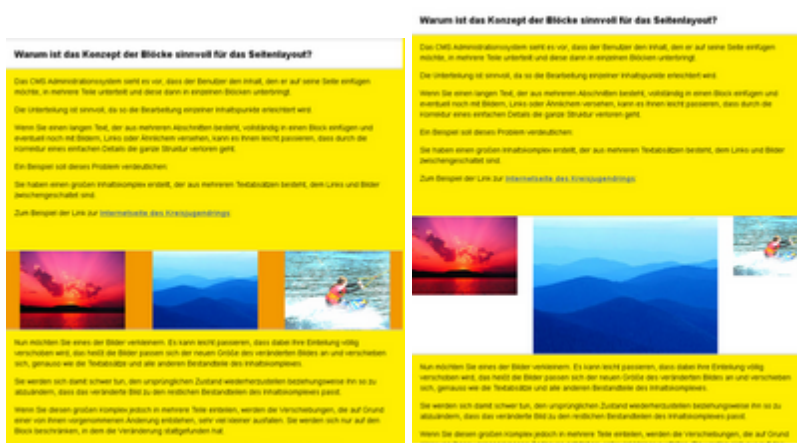 Warum ist das Konzept der Blöcke sinnvoll für das Seitenlayout?
Das CMS Administrationsystem sieht es vor, dass der Benutzer den Inhalt, den er auf seine Seite einfügen
möchte, in mehrere Teile unterteilt und diese dann in einzelnen Blöcken unterbringt.
Die Unterteilung ist sinnvoll, da so die Bearbeitung einzelner Inhaltspunkte erleichtert wird.
Wenn Sie einen langen Text, der aus mehreren Abschnitten besteht, vollständig in einen Block einfügen und
eventuell noch mit Bildern, Links oder Ähnlichem versehen, kann es Ihnen leicht passieren, dass durch die
Korrektur eines einfachen Details die ganze Struktur verloren geht.
Ein Beispiel soll dieses Problem verdeutlichen:
Sie haben einen großen Inhaltskomplex erstellt, der aus mehreren Textabsätzen besteht, dem Links und Bilder
zwischengeschaltet sind.
Zum Beispiel der Link zur Internetseite des Kreisjugendrings.
Nun möchten Sie eines der Bilder verkleinern. Es kann leicht passieren, dass dabei Ihre Einteilung völlig
verschoben wird, das heißt die Bilder passen sich der neuen Größe des veränderten Bildes an und verschieben
sich, genauso wie die Textabsätze und alle anderen Bestandteile des Inhaltskomplexes.
Sie werden sich damit schwer tun, den ursprünglichen Zustand wiederherzustellen beziehungsweise ihn so zu
abzuändern, dass das veränderte Bild zu den restlichen Bestandteilen des Inhaltskomplexes passt.
Wenn Sie diesen großen Komplex jedoch in mehrere Teile einteilen, werden die Verschiebungen, die auf Grund
einer von Ihnen vorgenommenen Änderung entstehen, sehr viel kleiner ausfallen. Sie werden sich nur auf den
Block beschränken, in dem die Veränderung stattgefunden hat.
Warum ist das Konzept der Blöcke sinnvoll für das Seitenlayout?
Das CMS Administrationsystem sieht es vor, dass der Benutzer den Inhalt, den er auf seine Seite einfügen
möchte, in mehrere Teile unterteilt und diese dann in einzelnen Blöcken unterbringt.
Die Unterteilung ist sinnvoll, da so die Bearbeitung einzelner Inhaltspunkte erleichtert wird.
Wenn Sie einen langen Text, der aus mehreren Abschnitten besteht, vollständig in einen Block einfügen und
eventuell noch mit Bildern, Links oder Ähnlichem versehen, kann es Ihnen leicht passieren, dass durch die
Korrektur eines einfachen Details die ganze Struktur verloren geht.
Ein Beispiel soll dieses Problem verdeutlichen:
Sie haben einen großen Inhaltskomplex erstellt, der aus mehreren Textabsätzen besteht, dem Links und Bilder
zwischengeschaltet sind.
Zum Beispiel der Link zur Internetseite des Kreisjugendrings.
Nun möchten Sie eines der Bilder verkleinern. Es kann leicht passieren, dass dabei Ihre Einteilung völlig
verschoben wird, das heißt die Bilder passen sich der neuen Größe des veränderten Bildes an und verschieben
sich, genauso wie die Textabsätze und alle anderen Bestandteile des Inhaltskomplexes.
Sie werden sich damit schwer tun, den ursprünglichen Zustand wiederherzustellen beziehungsweise ihn so zu
abzuändern, dass das veränderte Bild zu den restlichen Bestandteilen des Inhaltskomplexes passt.
Wenn Sie diesen großen Komplex jedoch in mehrere Teile einteilen, werden die Verschiebungen, die auf Grund